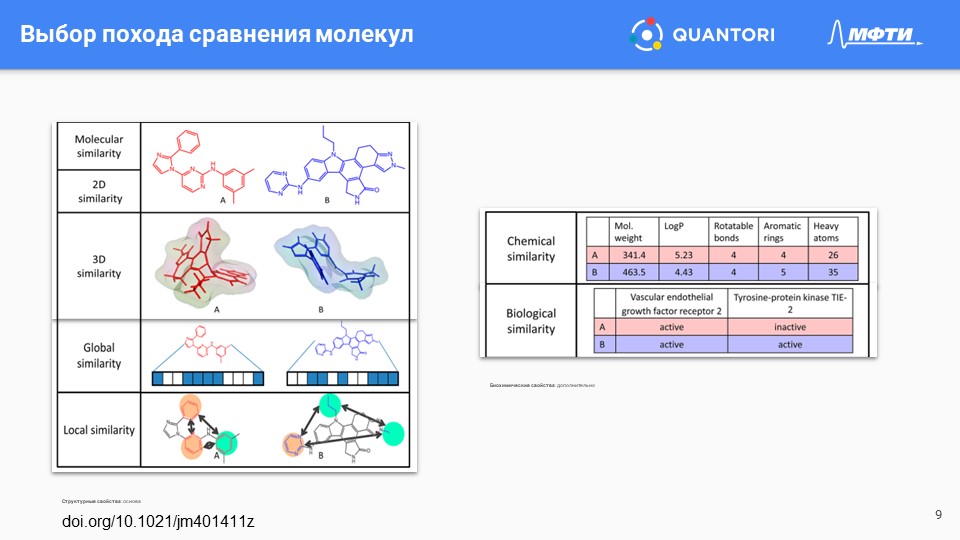 Выбор похода сравнения молекул
QUANTORI
МФТИ
Molecular
similarity
2D
similarity
A
B
3D
similarity
A
B
Global
similarity
Local similarity
A
B
Структурные свойства: основа
doi.org/10.1021/jm401411z
Chemical
similarity
Mol.
weight
LogP
Rotatable
bonds
Aromatic
rings
Heavy
atoms
A 341.4 5.23 4 4 26
B 463.5 4.43 4 5 35
Biological
similarity
Vascular endothelial
growth factor receptor 2
Tyrosine-protein kinase TIE-
2
A active inactive
B active active
Биохимические свойства: дополнительно
9